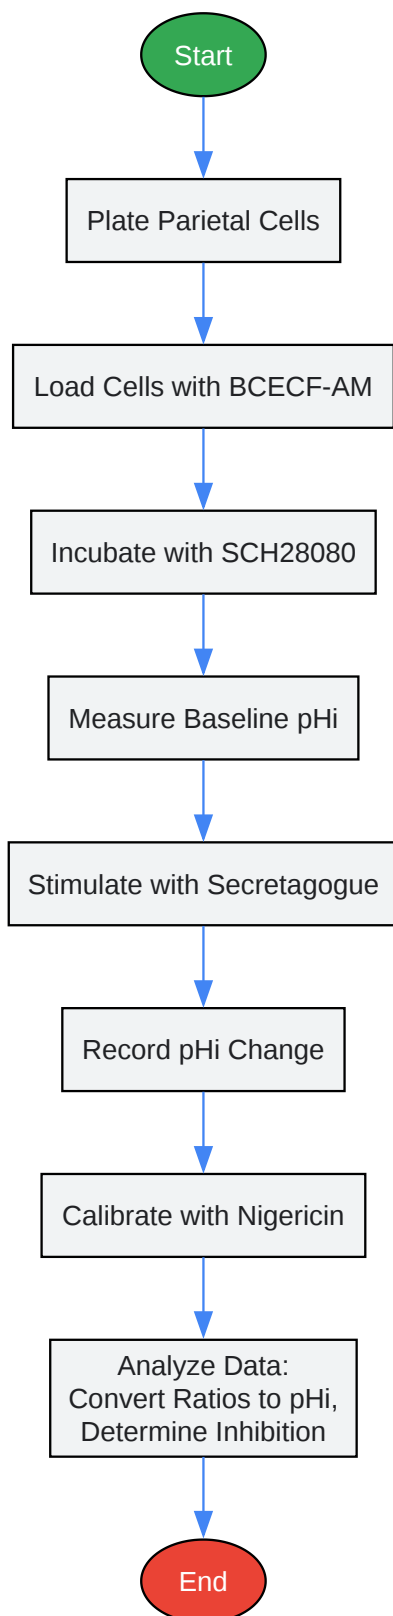 Start
Plate Parietal Cells
Load Cells with BCECF-AM
Incubate with SCH28080
Measure Baseline pHi
Stimulate with Secretagogue
Record pHi Change
Calibrate with Nigericin
Analyze Data:
Convert Ratios to pHi,
Determine Inhibition
End